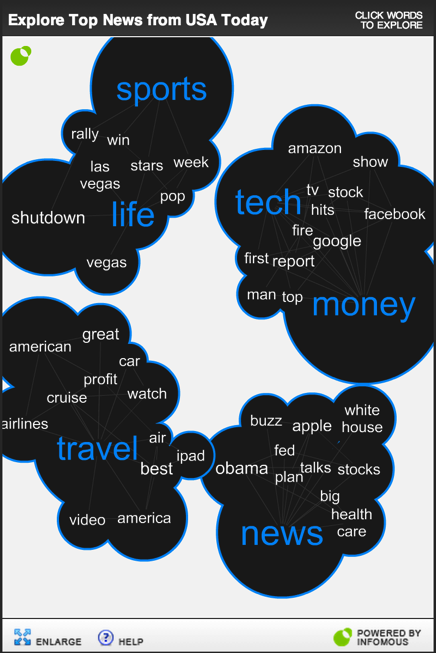 Explore Top News from USA Today
CLICK WORDS
TO EXPLORE
sports
rally
win
las
vegas
stars
week
pop
shutdown
life
vegas
amazon
show
tv
stock
tech
hits
facebook
fire
google
first
report
man
top
money
american
great
car
profit
cruise
watch
airlines
air
travel
best
ipad
video
america
white
house
buzz
apple
fed
obama
talks
stocks
plan
big
health
care
news
ENLARGE
HELP
POWERED BY
INFOMOUS